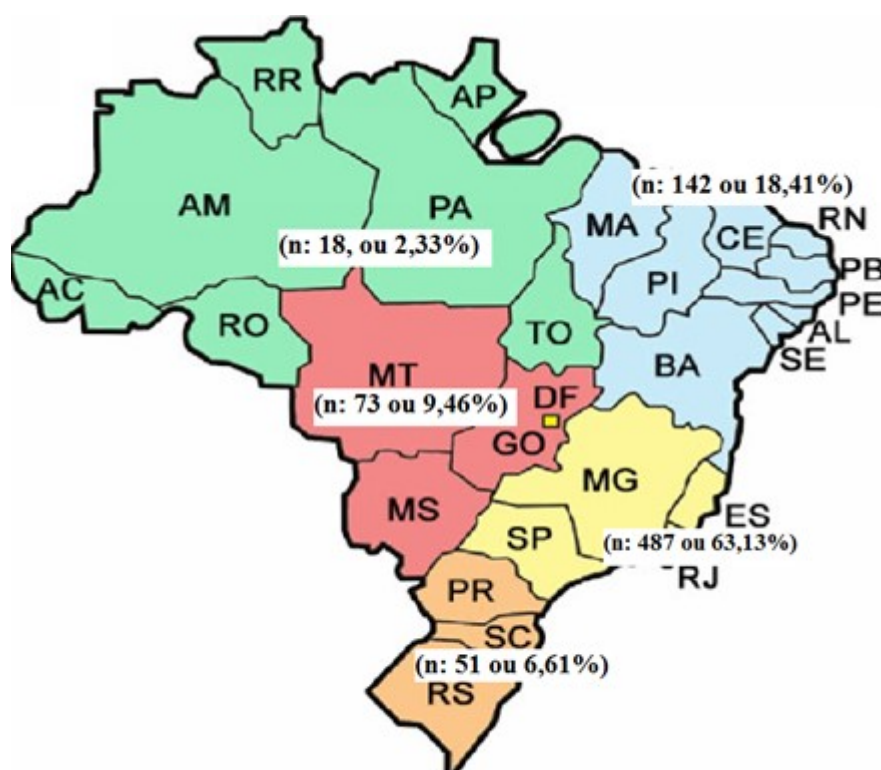 RR
AP
(n: 142 ou 18,41%)
AM
PA
MA
CE
RN
(n: 18, ou 2,33%)
PI
PB
AC
PE
RO
TO
AL
MT
BA
SE
(n: 73 ou 9,46%)
DF
GO
MG
MS
ES
SP
(n: 487 ou 63,13%)
RJ
PR
SC
(n: 51 ou 6,61%)
RS